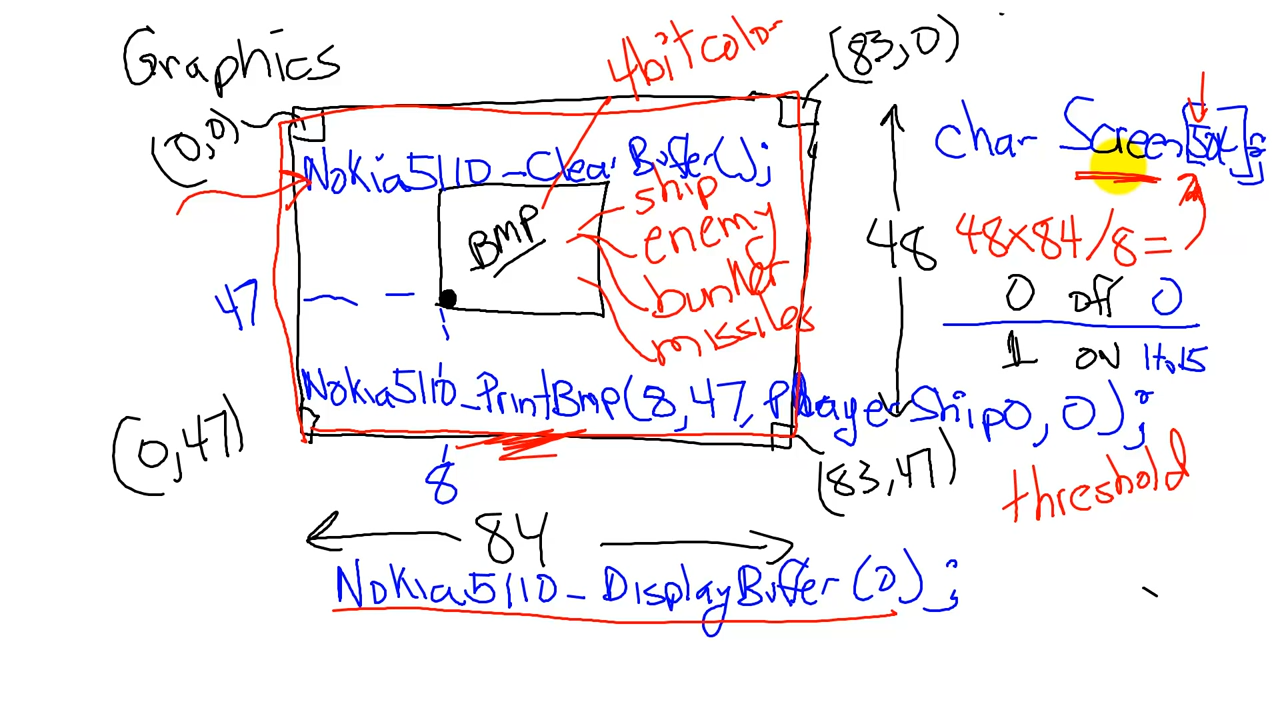 Graphics
4bit color
(83,0)
(0,0)
char Screen[504];
Nokia5110_ClearBuffer();
BMP
ship
enemy
bunker
missiles
48
48x84/8=
0 off 0
1 on 1to15
47
Nokia5110_PrintBmp(8,47,PlayerShip0,0);
(0,47)
8
(83,47)
threshold
84
Nokia5110_DisplayBuffer(0);